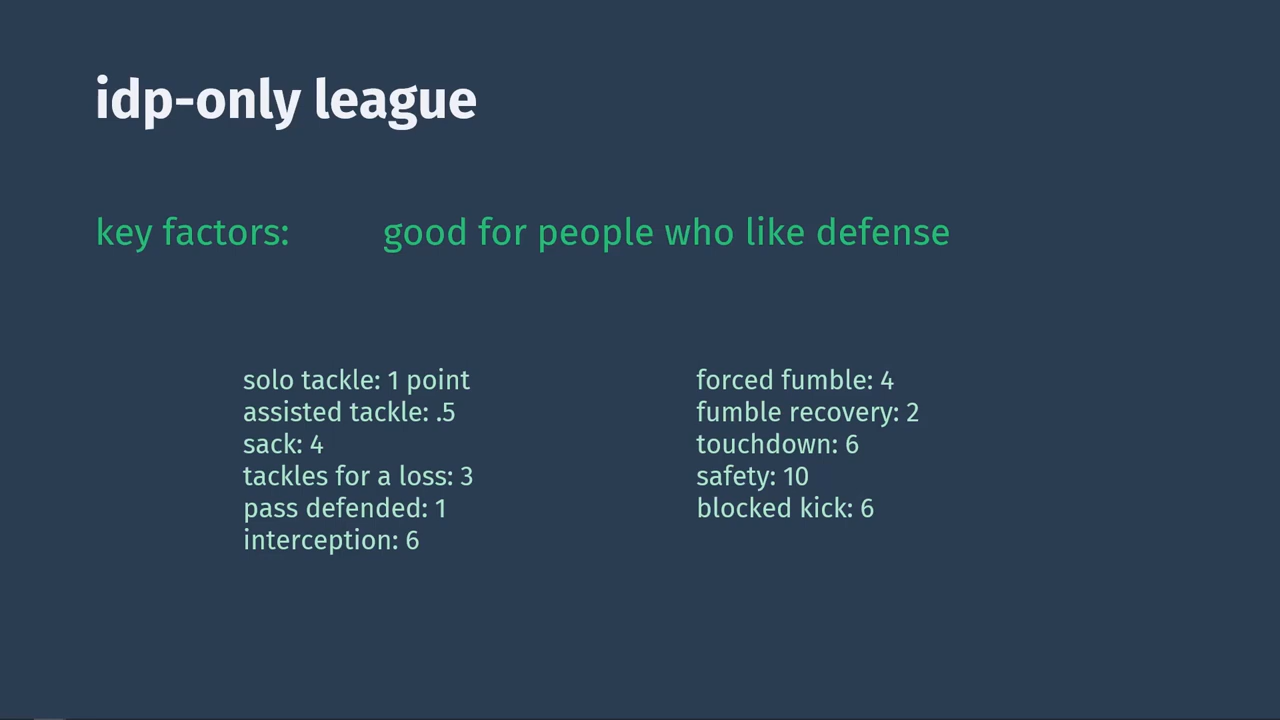 idp-only league
key factors: good for people who like defense
solo tackle: 1 point
assisted tackle: .5
sack: 4
tackles for a loss: 3
pass defended: 1
interception: 6
forced fumble: 4
fumble recovery: 2
touchdown: 6
safety: 10
blocked kick: 6